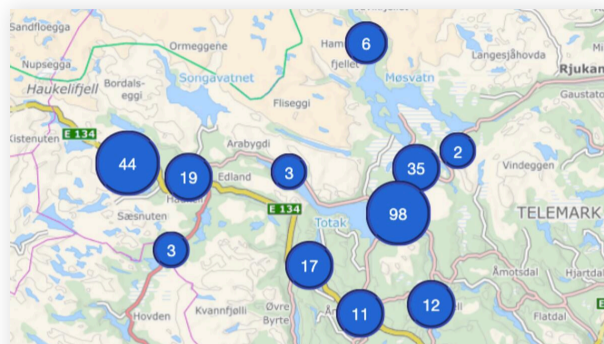 Sandfloegga
Ormeggene
6
Langesjåhovda
Nupsegga
fjellet
Møsvatn
Rjukan
Haukelifjell
Bordals-
eggi
Songavatnet
Fliseggi
Gaustato
Kistenuten
E 134
44
Arabygdi
2
35
Vindeggen
19
Edland
3
98
TELEMARK
Sæsnuten
E 134
Totak
3
17
Åmotsdal
Hjartdal
Hovden
Kvannfjølli
Øvre
Byrte
11
12
Flatdal